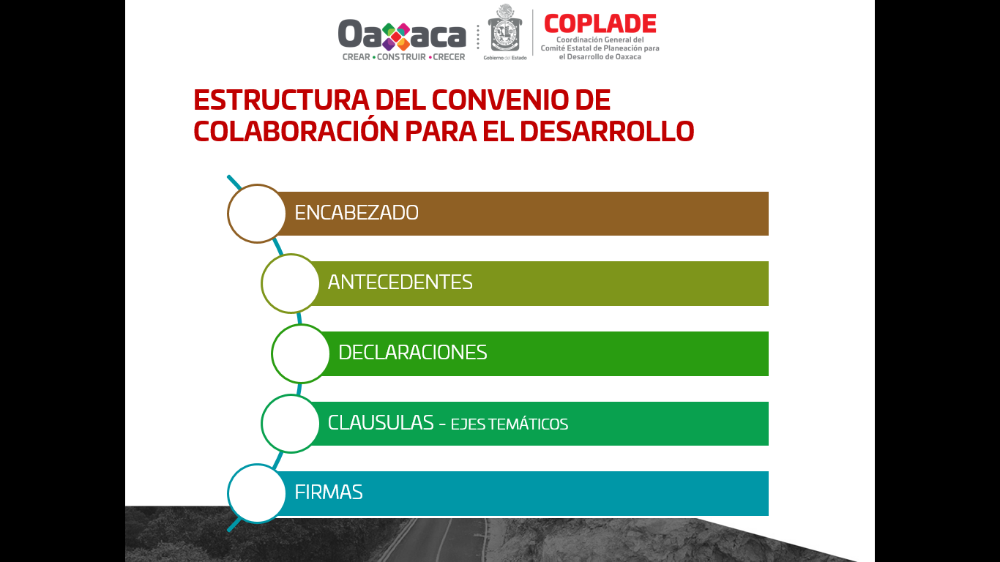 Oaxaca
CREAR • CONSTRUIR • CRECER
Gobierno del Estado
COPLADE
Coordinación General del
Comité Estatal de Planeación para
el Desarrollo de Oaxaca
ESTRUCTURA DEL CONVENIO DE
COLABORACIÓN PARA EL DESARROLLO
ENCABEZADO
ANTECEDENTES
DECLARACIONES
CLAUSULAS – EJES TEMÁTICOS
FIRMAS